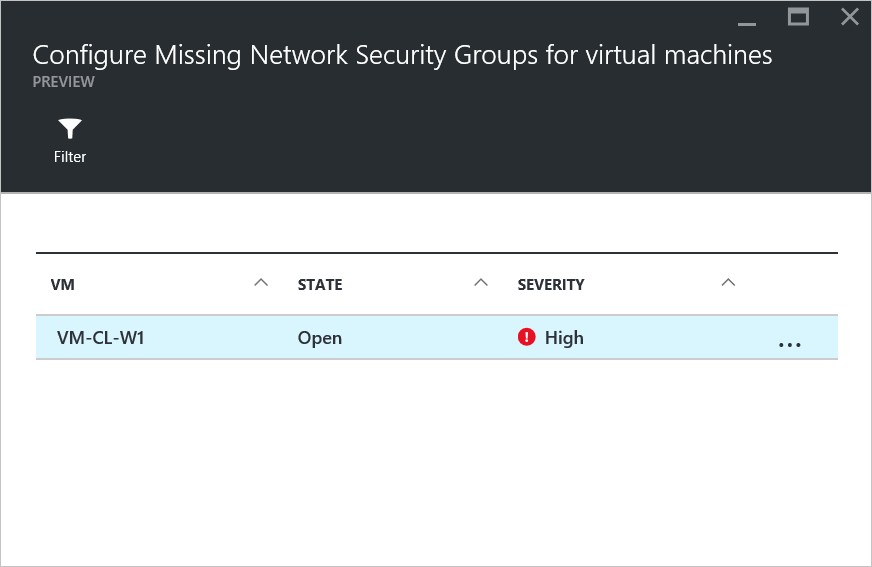 Configure Missing Network Security Groups for virtual machines
PREVIEW
Filter
VM STATE SEVERITY
VM-CL-W1 Open High ...